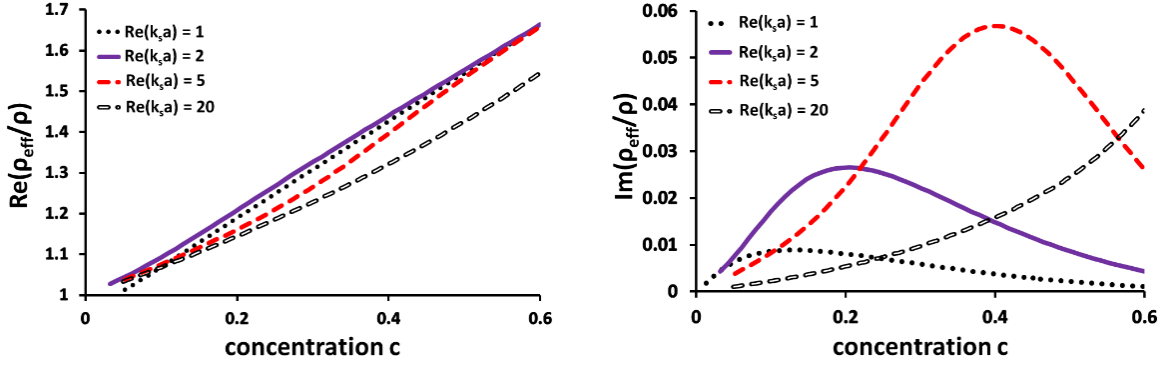 Re(ρeff/ρ)
1.7
1.6
1.5
1.4
1.3
1.2
1.1
1
Re(ksa) = 1
Re(ksa) = 2
Re(ksa) = 5
Re(ksa) = 20
0
0.2
0.4
0.6
concentration c
Im(ρeff/ρ)
0.06
0.05
0.04
0.03
0.02
0.01
0
Re(ksa) = 1
Re(ksa) = 2
Re(ksa) = 5
Re(ksa) = 20
0
0.2
0.4
0.6
concentration c